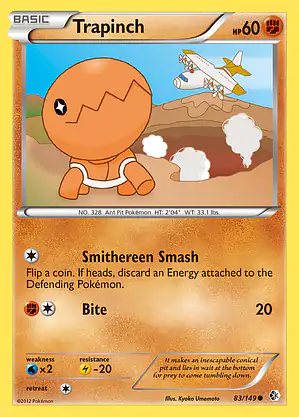 BASIC Trapinch HP60
NO. 328 Ant Pit Pokémon HT: 2'04" WT: 33.1 lbs.
Smithereen Smash
Flip a coin. If heads, discard an Energy attached to the
Defending Pokémon.
Bite 20
weakness resistance
×2 -20
retreat
It makes an inescapable conical
pit and lies in wait at the bottom
for prey to come tumbling down.
©2012 Pokémon Illus. Kyoko Umemoto 83/149